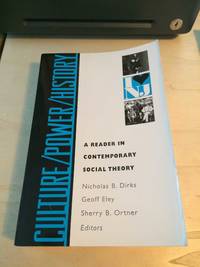 CULTURE/POWER/HISTORY
A READER IN
CONTEMPORARY
SOCIAL THEORY
Nicholas B. Dirks
Geoff Eley
Sherry B. Ortner
Editors